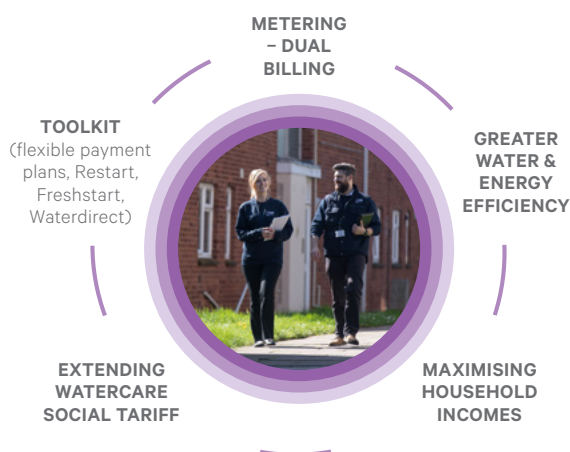 METERING
– DUAL
BILLING
TOOLKIT
(flexible payment
plans, Restart,
Freshstart,
Waterdirect)
GREATER
WATER &
ENERGY
EFFICIENCY
EXTENDING
WATERCARE
SOCIAL TARIFF
MAXIMISING
HOUSEHOLD
INCOMES